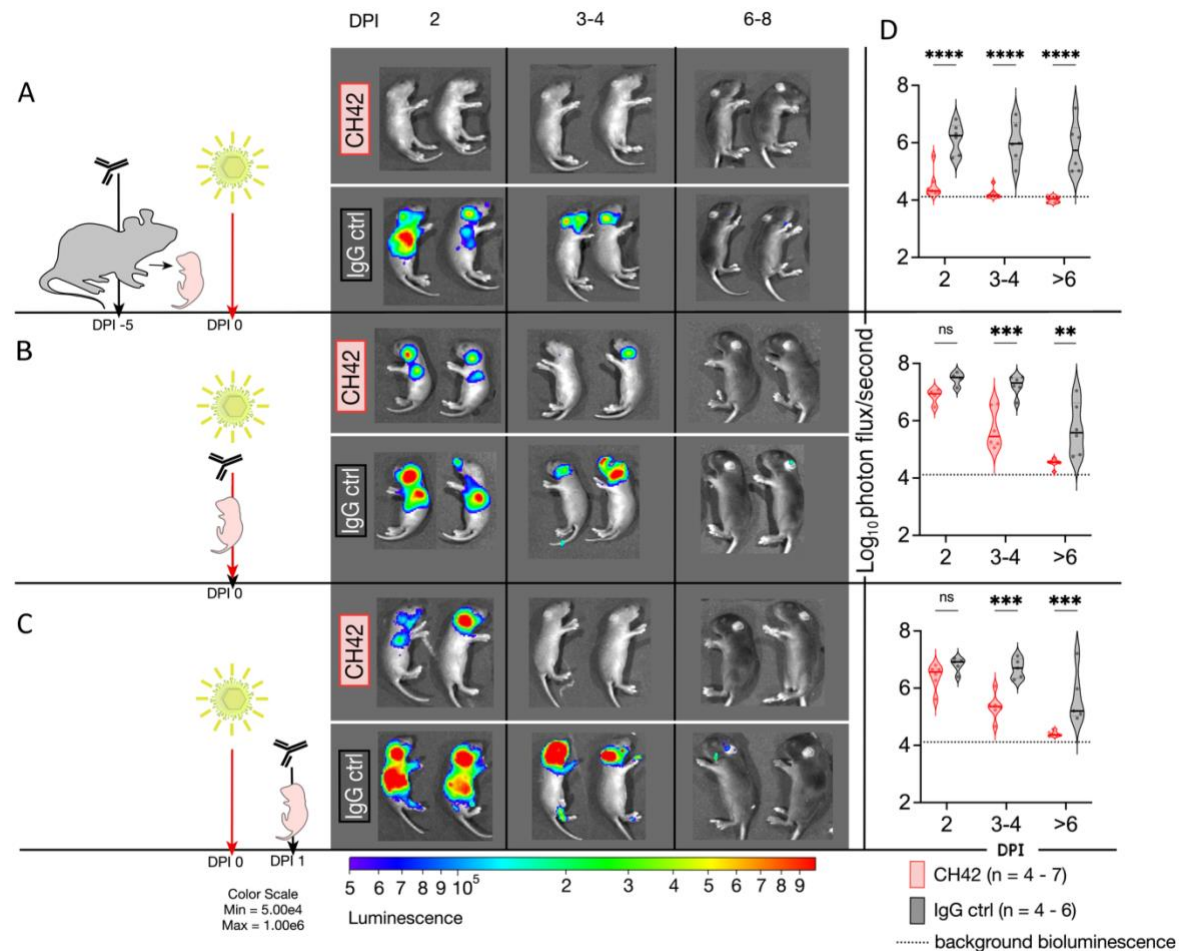 DPI 2 3-4 6-8
D
A
CH42
IgG ctrl
DPI -5 DPI 0
**** **** ****
8
6
4
2
2 3-4 >6
B
CH42
IgG ctrl
DPI 0
ns *** **
8
6
4
2
2 3-4 >6
Log10 photon flux/second
C
CH42
IgG ctrl
DPI 0 DPI 1
ns *** ***
8
6
4
2
2 3-4 >6
DPI
Color Scale
Min = 5.00e4
Max = 1.00e6
5 6 7 8 9 10⁵ 2 3 4 5 6 7 8 9
Luminescence
CH42 (n = 4 - 7)
IgG ctrl (n = 4 - 6)
background bioluminescence